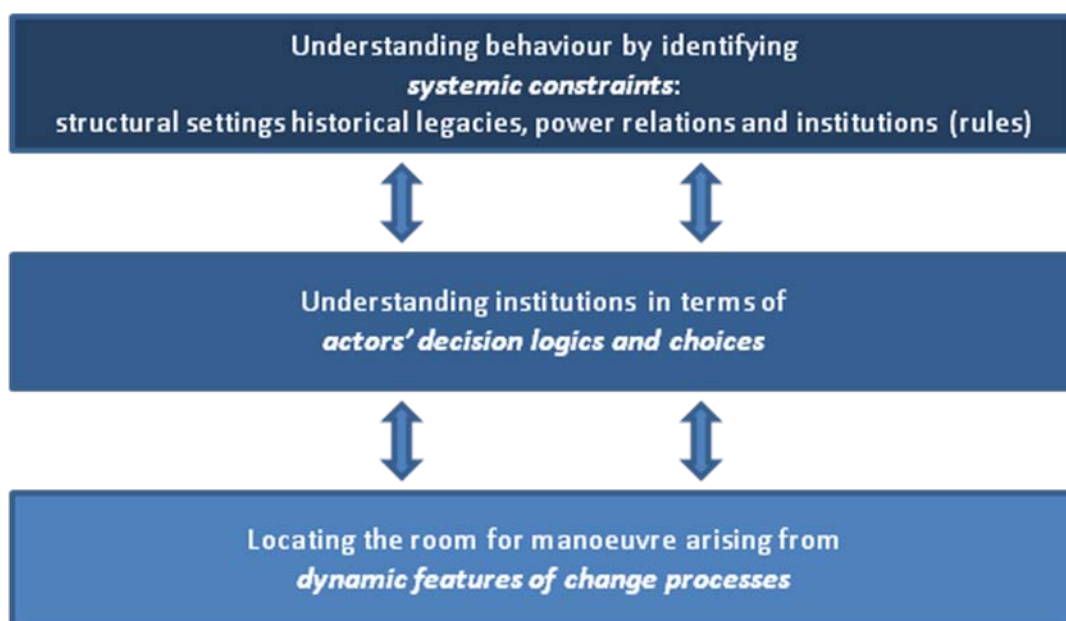 Understanding behaviour by identifying
systemic constraints:
structural settings historical legacies, power relations and institutions (rules)
Understanding institutions in terms of
actors’ decision logics and choices
Locating the room for manoeuvre arising from
dynamic features of change processes